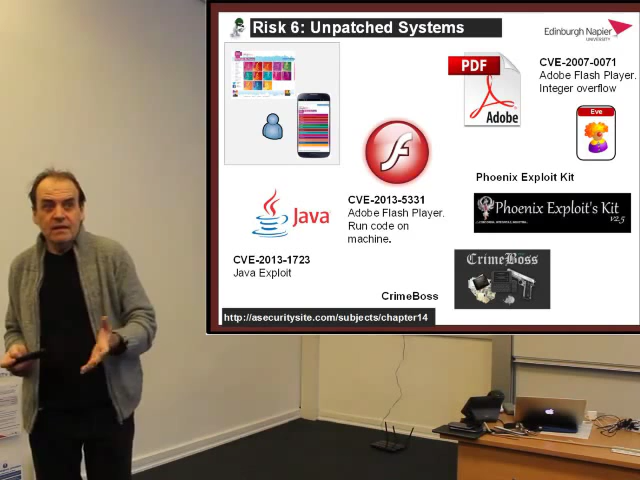 Risk 6: Unpatched Systems
Edinburgh Napier
UNIVERSITY
PDF
Adobe
CVE-2007-0071
Adobe Flash Player.
Integer overflow
Eve
Phoenix Exploit Kit
Phoenix Exploit's Kit
v2.5
CVE-2013-5331
Adobe Flash Player.
Run code on
machine.
Java
CVE-2013-1723
Java Exploit
CrimeBoss
CrimeBoss
http://asecuritysite.com/subjects/chapter14